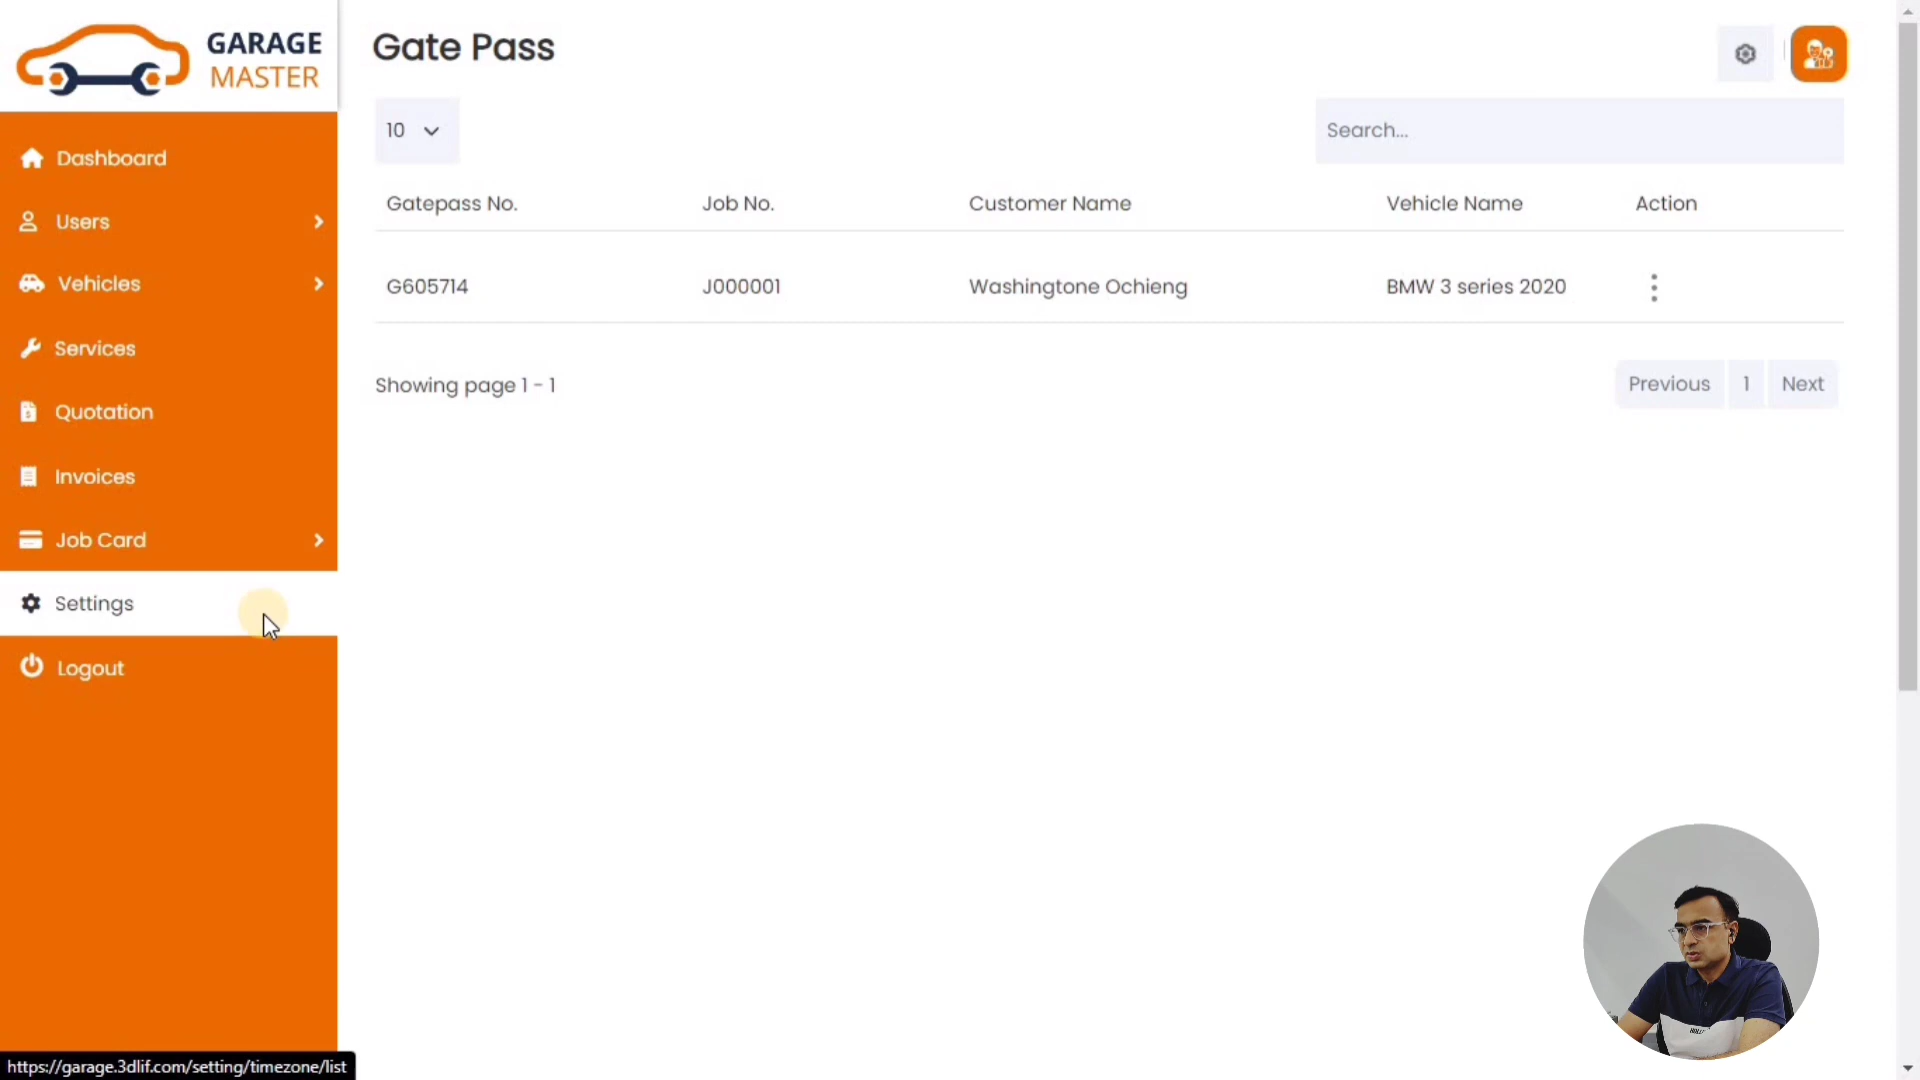 GARAGE
MASTER
Dashboard
Users
Vehicles
Services
Quotation
Invoices
Job Card
Settings
Logout
Gate Pass
10
Search...
Gatepass No. Job No. Customer Name Vehicle Name Action
G605714 J000001 Washingtone Ochieng BMW 3 series 2020
Showing page 1 - 1
Previous 1 Next
https://garage.3dlif.com/setting/timezone/list